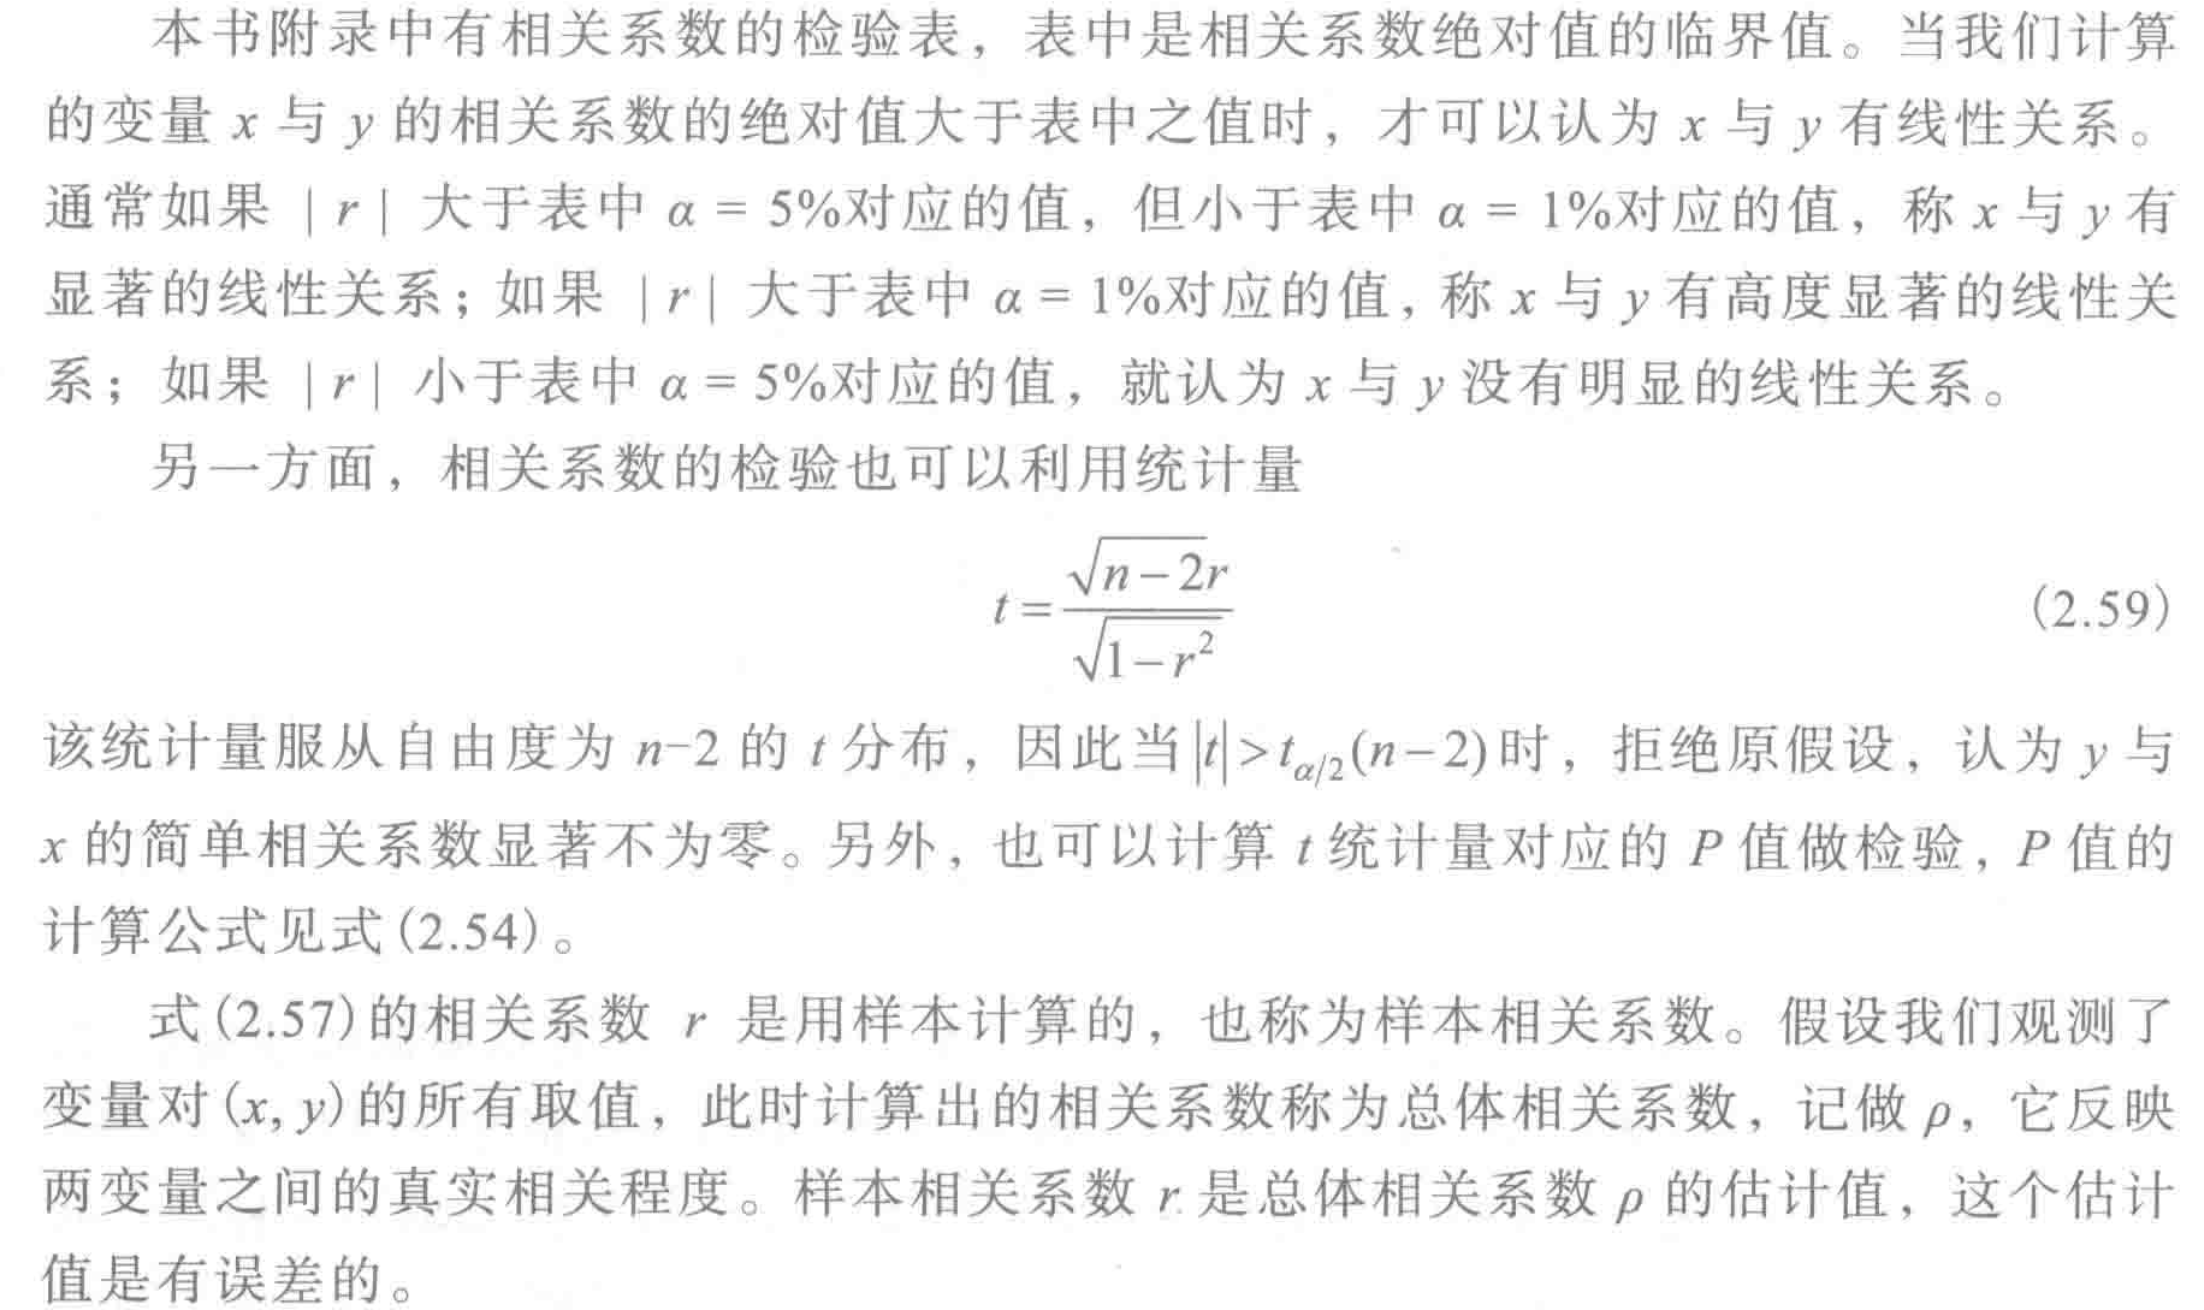 本书附录中有相关系数的检验表，表中是相关系数绝对值的临界值。当我们计算
的变量 x 与 y 的相关系数的绝对值大于表中之值时，才可以认为 x 与 y 有线性关系。
通常如果 |r| 大于表中 α = 5%对应的值，但小于表中 α = 1%对应的值，称 x 与 y 有
显著的线性关系；如果 |r| 大于表中 α = 1%对应的值，称 x 与 y 有高度显著的线性关
系；如果 |r| 小于表中 α = 5%对应的值，就认为 x 与 y 没有明显的线性关系。
另一方面，相关系数的检验也可以利用统计量
t = \frac{\sqrt{n-2}r}{\sqrt{1-r^2}} (2.59)
该统计量服从自由度为 n-2 的 t 分布，因此当|t|>t_{α/2}(n-2)时，拒绝原假设，认为 y 与
x 的简单相关系数显著不为零。另外，也可以计算 t 统计量对应的 P 值做检验，P 值的
计算公式见式(2.54)。
式(2.57)的相关系数 r 是用样本计算的，也称为样本相关系数。假设我们观测了
变量对(x, y)的所有取值，此时计算出的相关系数称为总体相关系数，记做 ρ，它反映
两变量之间的真实相关程度。样本相关系数 r 是总体相关系数 ρ 的估计值，这个估计
值是有误差的。